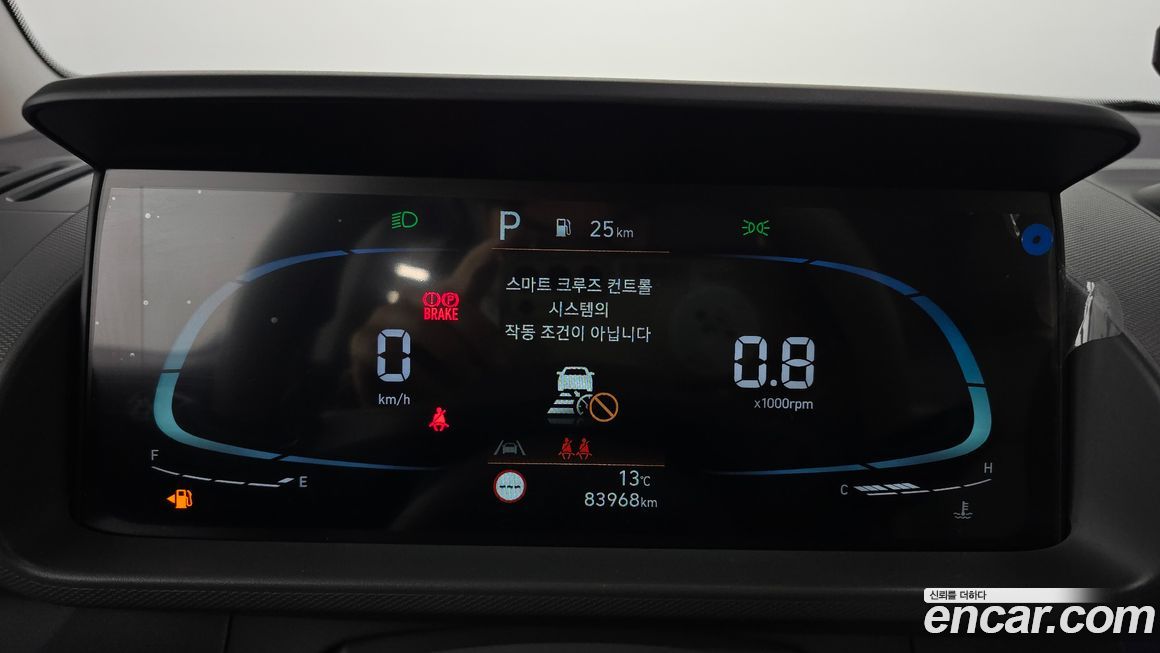 P 25km
스마트 크루즈 컨트롤
시스템의
작동 조건이 아닙니다
BRAKE
0
km/h
0.8
x1000rpm
F
E
C
H
13℃
83968km
신뢰를 더하다
encar.com